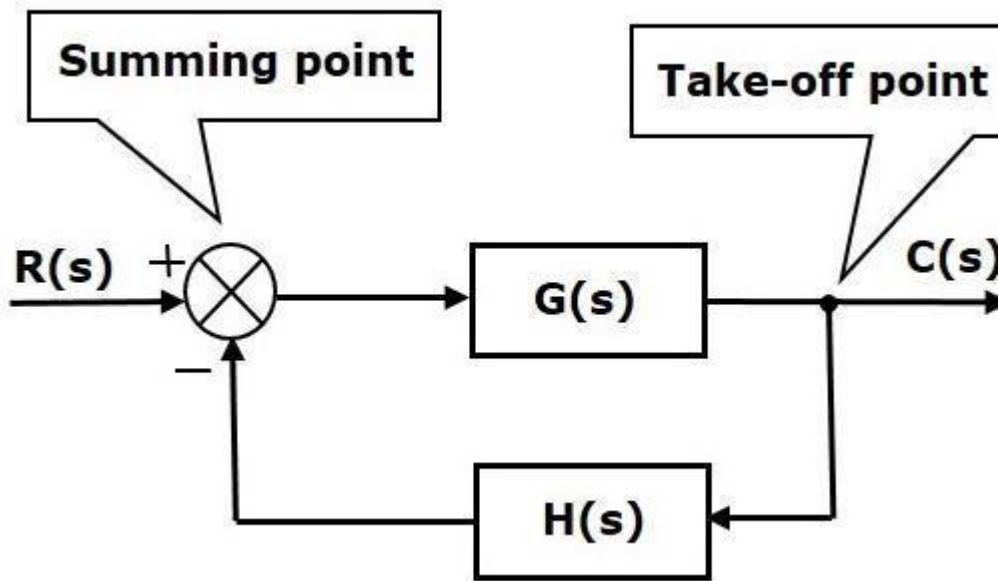 Summing point
Take-off point
R(s)
+
G(s)
C(s)
−
H(s)